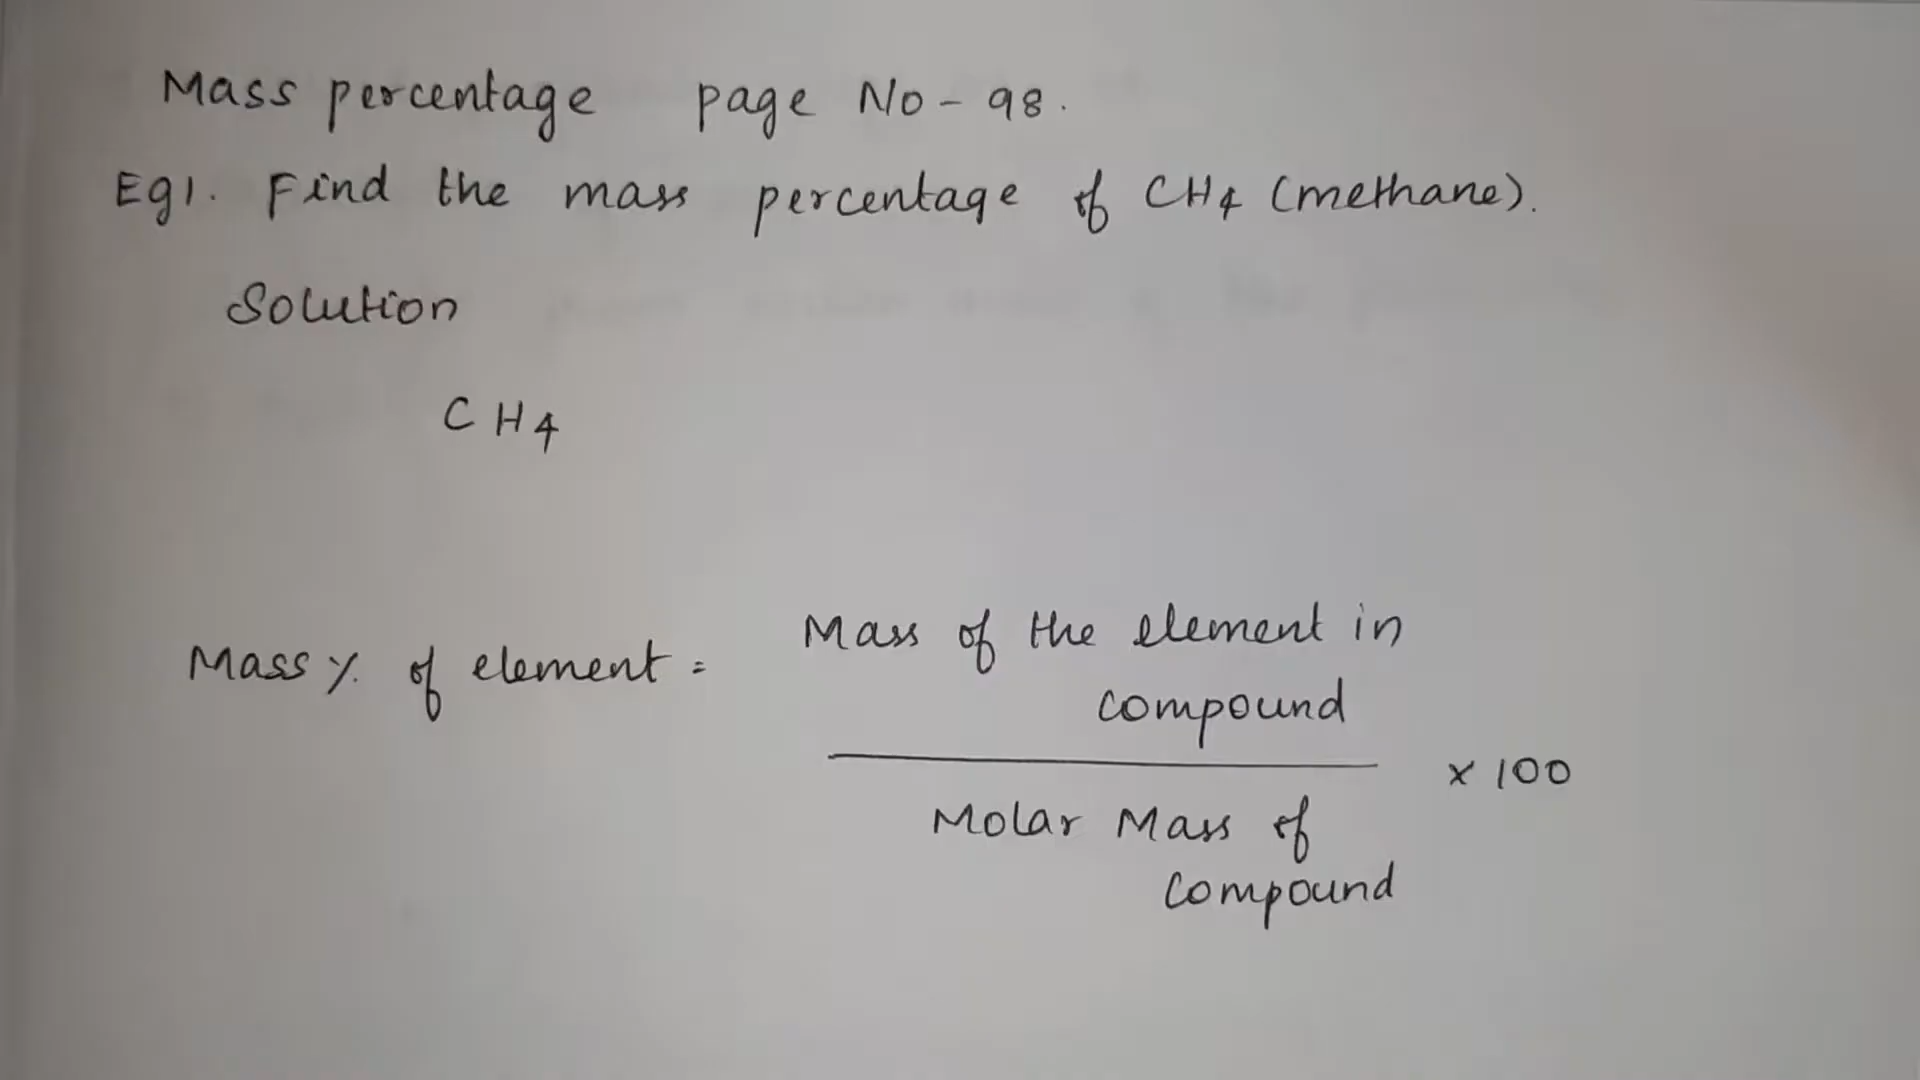 Mass percentage page No - 98.
Eg1. Find the mass percentage of CH4 (methane).
Solution
CH4
Mass % of element = Mass of the element in
compound
x 100
Molar Mass of
compound